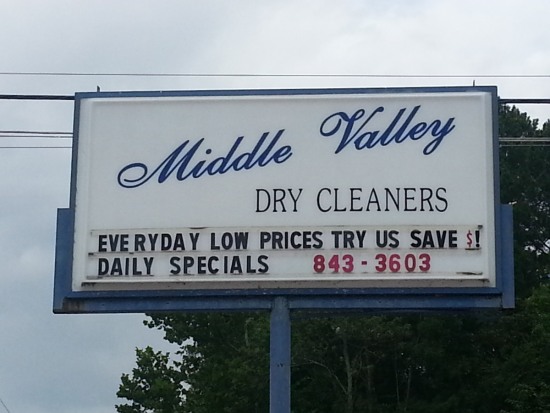 Middle Valley
DRY CLEANERS
EVERYDAY LOW PRICES TRY US SAVE $!
DAILY SPECIALS 843-3603